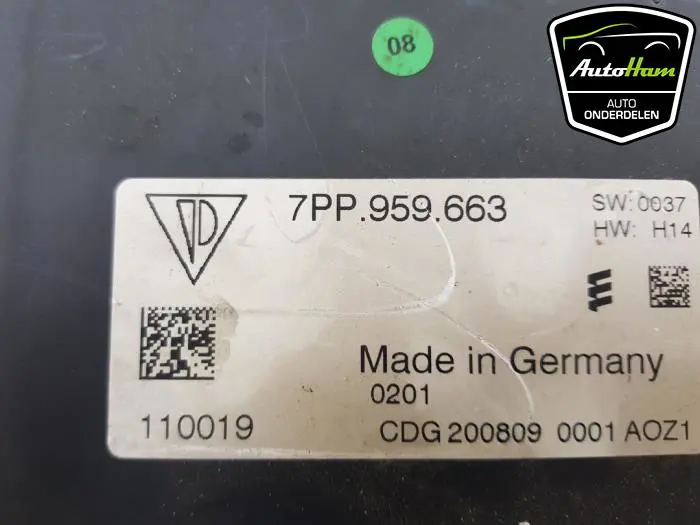 08
AutoHam
AUTO
ONDERDELEN
7PP.959.663
SW: 0037
HW: H14
Made in Germany
0201
110019
CDG 200809 0001 AOZ1